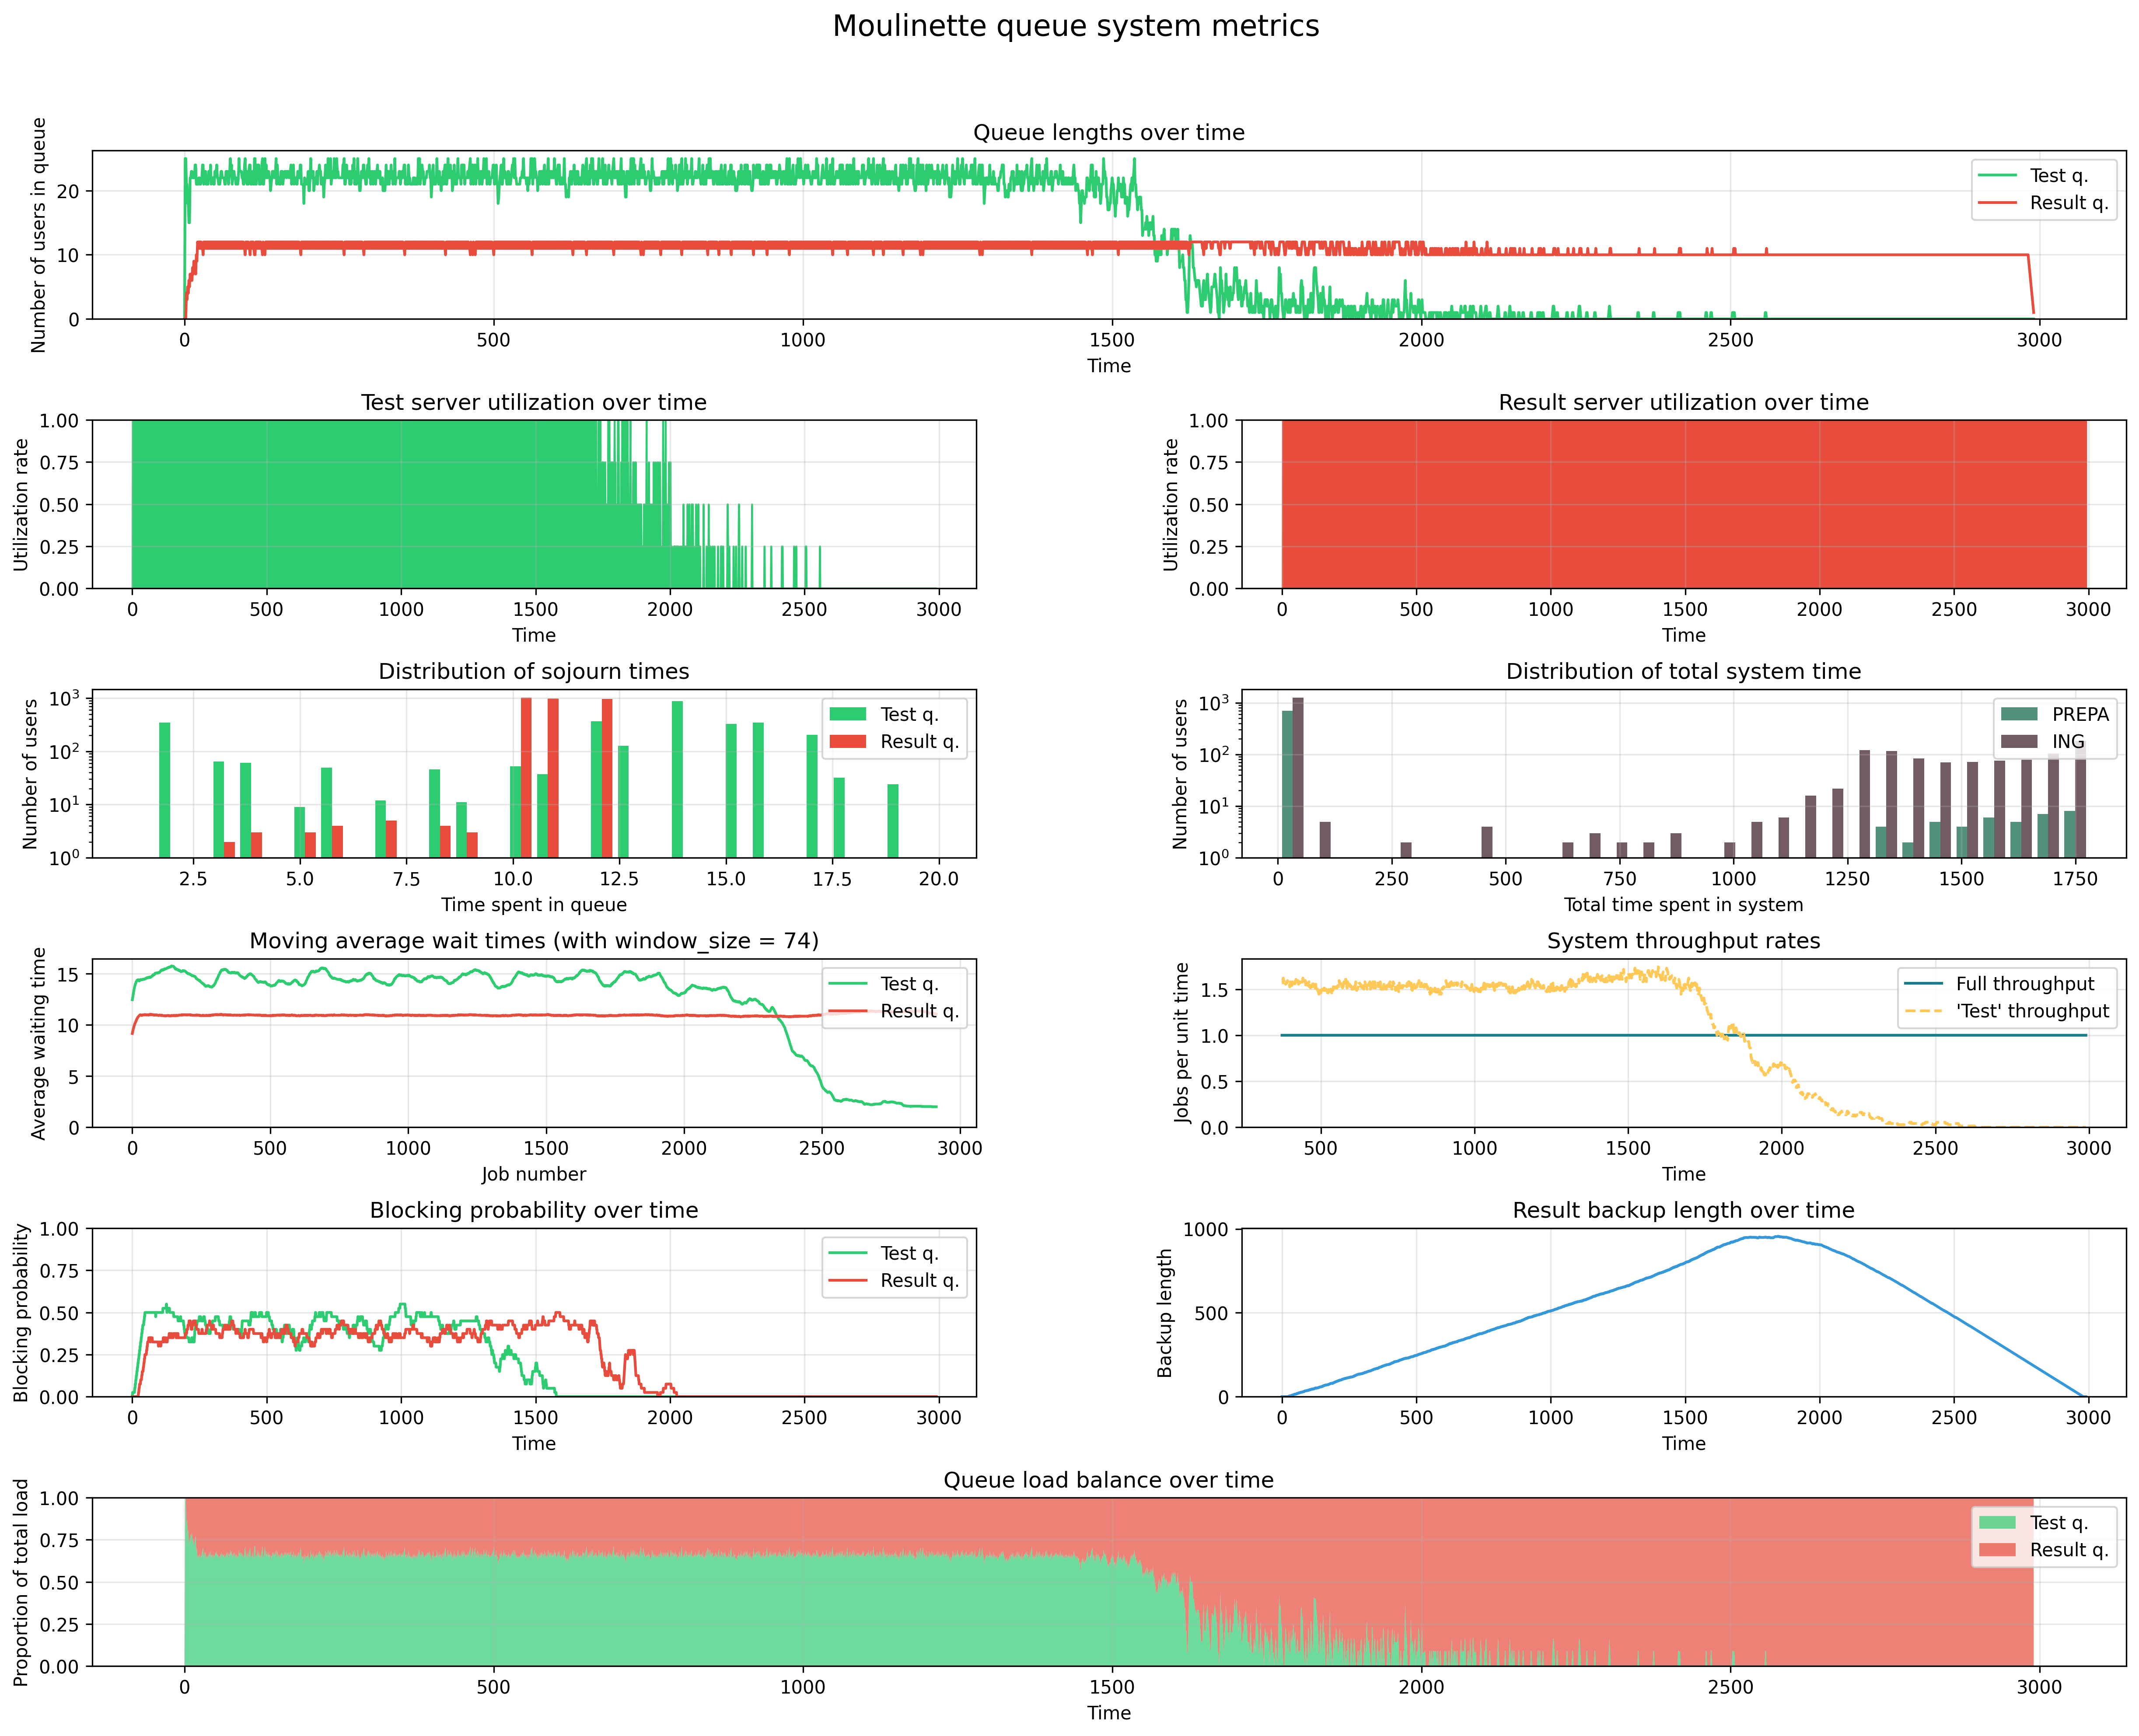 Moulinette queue system metrics
Queue lengths over time
Number of users in queue
20
10
0
Test q.
Result q.
0 500 1000 1500 2000 2500 3000
Time
Test server utilization over time
Utilization rate
1.00
0.75
0.50
0.25
0.00
0 500 1000 1500 2000 2500 3000
Time
Result server utilization over time
Utilization rate
1.00
0.75
0.50
0.25
0.00
0 500 1000 1500 2000 2500 3000
Time
Distribution of sojourn times
Number of users
10³
10²
10¹
10⁰
Test q.
Result q.
2.5 5.0 7.5 10.0 12.5 15.0 17.5 20.0
Time spent in queue
Distribution of total system time
Number of users
10³
10²
10¹
10⁰
PREPA
ING
0 250 500 750 1000 1250 1500 1750
Total time spent in system
Moving average wait times (with window_size = 74)
Average waiting time
15
10
5
0
Test q.
Result q.
0 500 1000 1500 2000 2500 3000
Job number
System throughput rates
Jobs per unit time
1.5
1.0
0.5
0.0
Full throughput
'Test' throughput
500 1000 1500 2000 2500 3000
Time
Blocking probability over time
Blocking probability
1.00
0.75
0.50
0.25
0.00
Test q.
Result q.
0 500 1000 1500 2000 2500 3000
Time
Result backup length over time
Backup length
1000
500
0
0 500 1000 1500 2000 2500 3000
Time
Queue load balance over time
Proportion of total load
1.00
0.75
0.50
0.25
0.00
Test q.
Result q.
0 500 1000 1500 2000 2500 3000
Time